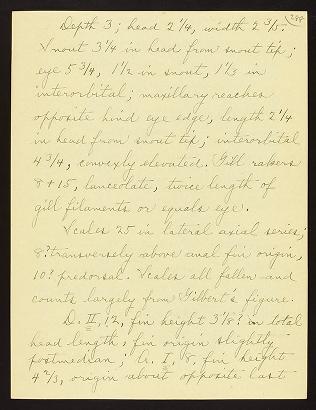 288
Depth 3; head 2 1/4, width 2 3/5.
Snout 3 1/4 in head from snout tip;
eye 5 3/4, 1 1/2 in snout, 1 1/3 in
interorbital; maxillary reaches
opposite hind eye edge, length 2 1/4
in head from snout tip; interorbital
4 3/4, convexly elevated. Gill rakers
8+15, lanceolate, twice length of
gill filaments or equals eye.
Scales 25 in lateral axial series;
8? transversely above anal fin origin,
10? predorsal. Scales all fallen and
counts largely from Gilbert's figure.
D. II, 12, fin height 3 1/8? in total
head length, fin origin slightly
postmedian; A. I, 8, fin height
4 2/3, origin about opposite last